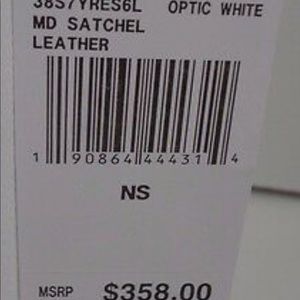 38S7YRES6L OPTIC WHITE
MD SATCHEL
LEATHER
1 90864 44431 4
NS
MSRP $358.00